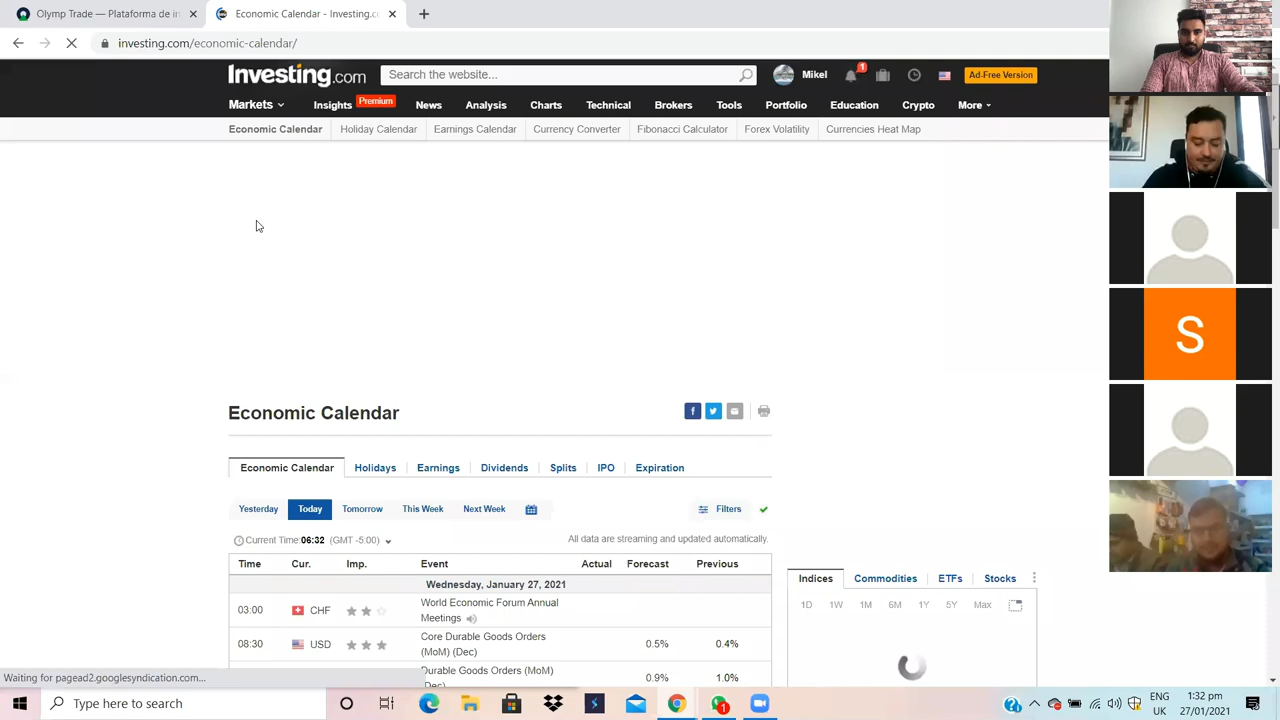 Olymp Trade — Plataforma de in
Economic Calendar - Investing.c
investing.com/economic-calendar/
Investing.com
Search the website...
Mikel
1
Ad-Free Version
Markets
Insights
Premium
News
Analysis
Charts
Technical
Brokers
Tools
Portfolio
Education
Crypto
More
Economic Calendar
Holiday Calendar
Earnings Calendar
Currency Converter
Fibonacci Calculator
Forex Volatility
Currencies Heat Map
Economic Calendar
Economic Calendar
Holidays
Earnings
Dividends
Splits
IPO
Expiration
Yesterday
Today
Tomorrow
This Week
Next Week
Filters
Current Time: 06:32 (GMT -5:00)
All data are streaming and updated automatically.
Time Cur. Imp. Event Actual Forecast Previous
Wednesday, January 27, 2021
03:00 CHF World Economic Forum Annual
Meetings
08:30 USD Core Durable Goods Orders
(MoM) (Dec) 0.5% 0.4%
Durable Goods Orders (MoM)
(Dec) 0.9% 1.0%
Indices
Commodities
ETFs
Stocks
1D 1W 1M 6M 1Y 5Y Max
S
Waiting for pagead2.googlesyndication.com...
Type here to search
1
ENG
UK
1:32 pm
27/01/2021